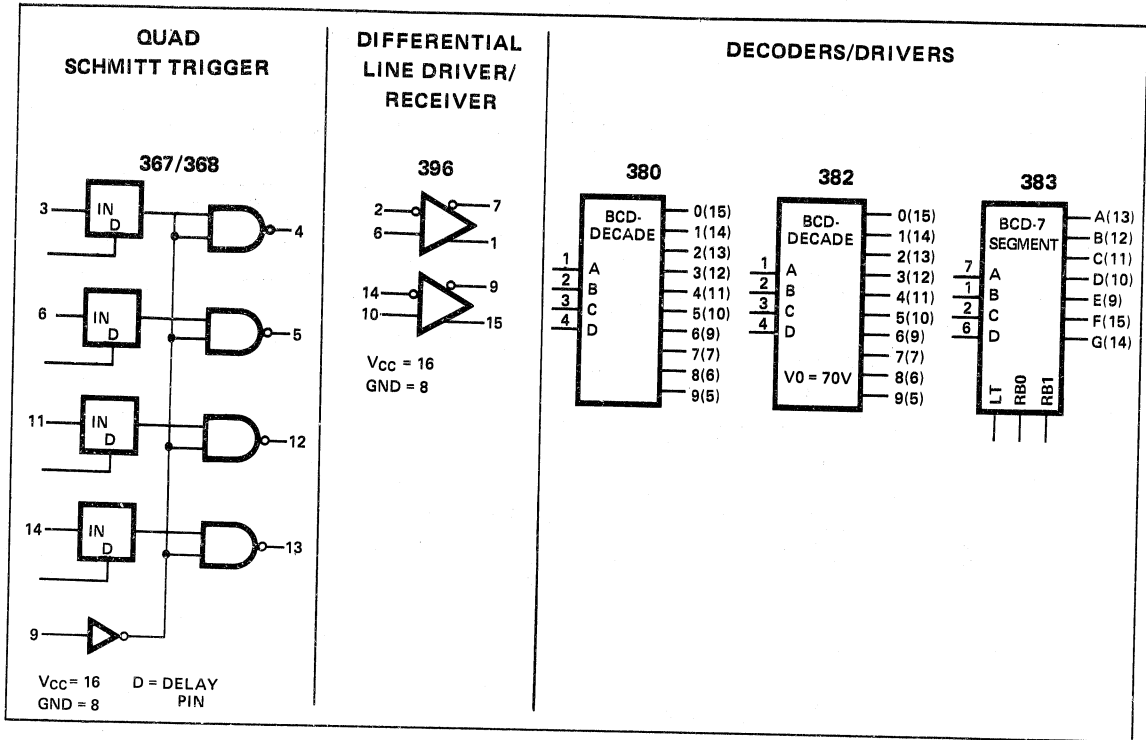 QUAD
SCHMITT TRIGGER
367/368
3
IN
D
4
6
IN
D
5
11
IN
D
12
14
IN
D
13
9
VCC= 16
D = DELAY
PIN
GND = 8
DIFFERENTIAL
LINE DRIVER/
RECEIVER
396
2
7
6
1
14
9
10
15
VCC = 16
GND = 8
DECODERS/DRIVERS
380
BCD-
DECADE
1 A
2 B
3 C
4 D
0(15)
1(14)
2(13)
3(12)
4(11)
5(10)
6(9)
7(7)
8(6)
9(5)
382
BCD-
DECADE
1 A
2 B
3 C
4 D
V0 = 70V
0(15)
1(14)
2(13)
3(12)
4(11)
5(10)
6(9)
7(7)
8(6)
9(5)
383
BCD-7
SEGMENT
7 A
1 B
2 C
6 D
A(13)
B(12)
C(11)
D(10)
E(9)
F(15)
G(14)
LT
RB0
RB1